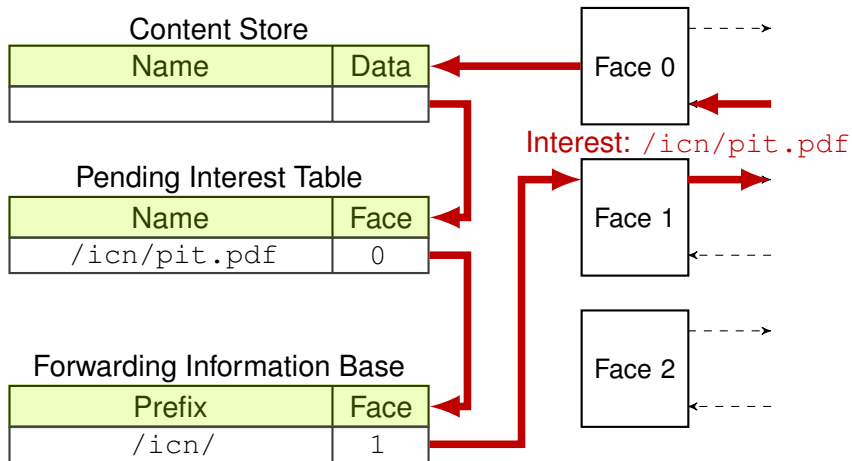 Content Store
Name Data
Pending Interest Table
Name Face
/icn/pit.pdf 0
Forwarding Information Base
Prefix Face
/icn/ 1
Face 0
Interest: /icn/pit.pdf
Face 1
Face 2